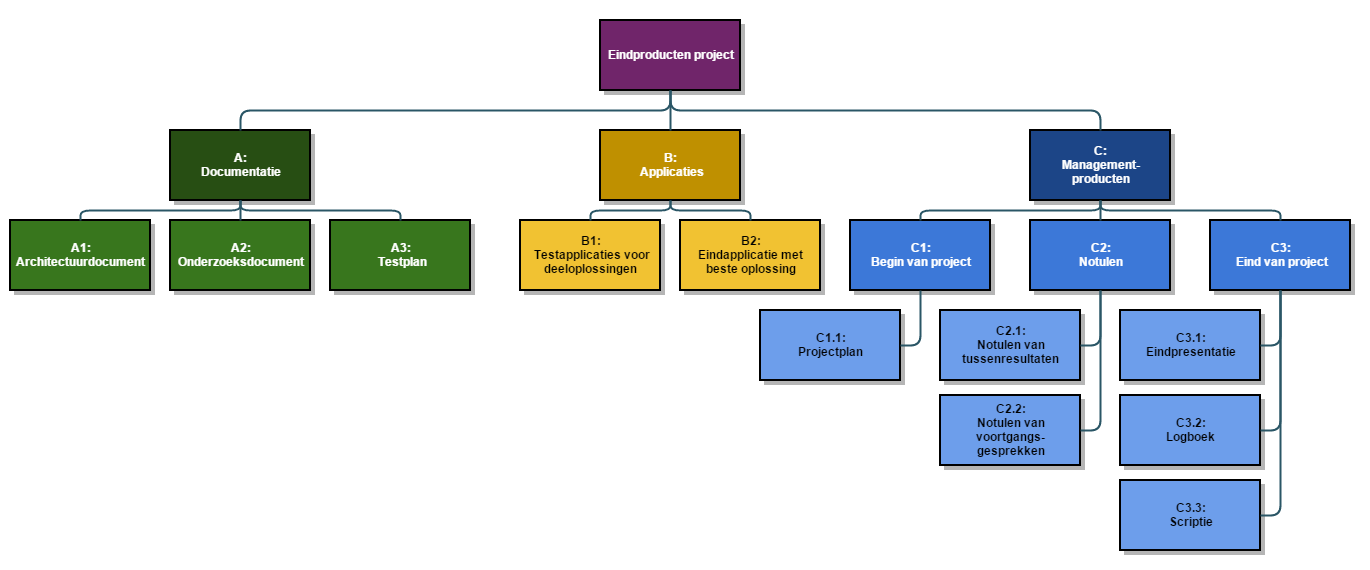 Eindproducten project
A:
Documentatie
B:
Applicaties
C:
Management-
producten
A1:
Architectuurdocument
A2:
Onderzoeksdocument
A3:
Testplan
B1:
Testapplicaties voor
deeloplossingen
B2:
Eindapplicatie met
beste oplossing
C1:
Begin van project
C2:
Notulen
C3:
Eind van project
C1.1:
Projectplan
C2.1:
Notulen van
tussenresultaten
C3.1:
Eindpresentatie
C2.2:
Notulen van
voortgangs-
gesprekken
C3.2:
Logboek
C3.3:
Scriptie